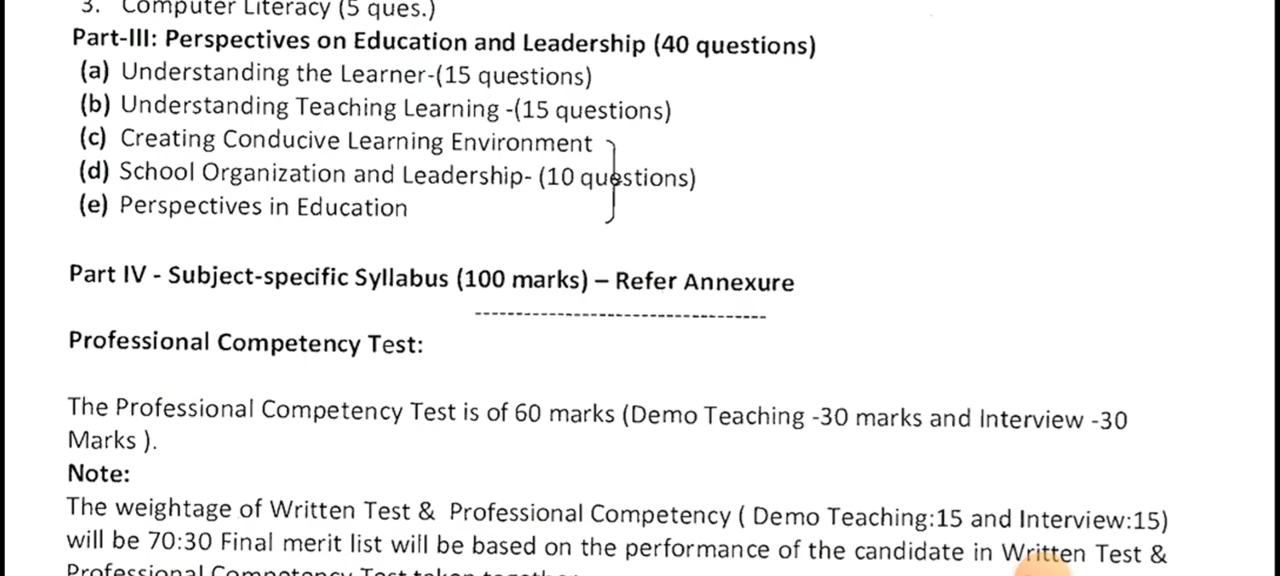 3. Computer Literacy (5 ques.)
Part-III: Perspectives on Education and Leadership (40 questions)
(a) Understanding the Learner-(15 questions)
(b) Understanding Teaching Learning -(15 questions)
(c) Creating Conducive Learning Environment
(d) School Organization and Leadership- (10 questions)
(e) Perspectives in Education
Part IV - Subject-specific Syllabus (100 marks) – Refer Annexure
-----------------------------------
Professional Competency Test:
The Professional Competency Test is of 60 marks (Demo Teaching -30 marks and Interview -30
Marks ).
Note:
The weightage of Written Test & Professional Competency ( Demo Teaching:15 and Interview:15)
will be 70:30 Final merit list will be based on the performance of the candidate in Written Test &
Professional Competency Test taken together